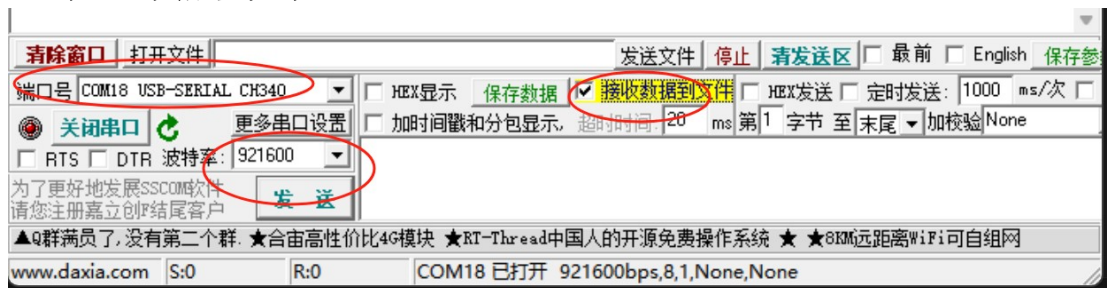 清除窗口 打开文件 发送文件 停止 清发送区 最前 English 保存参
端口号 COM18 USB-SERIAL CH340 HEX显示 保存数据 接收数据到文件 HEX发送 定时发送: 1000 ms/次
关闭串口 更多串口设置 加时间戳和分包显示, 超时时间: 20 ms 第1 字节 至 末尾 加校验 None
RTS DTR 波特率: 921600
为了更好地发展SSCOM软件
请您注册嘉立创F结尾客户 发 送
▲Q群满员了,没有第二个群. ★合宙高性价比4G模块 ★RT-Thread中国人的开源免费操作系统 ★ ★8KM远距离WiFi可自组网
www.daxia.com S:0 R:0 COM18 已打开 921600bps,8,1,None,None